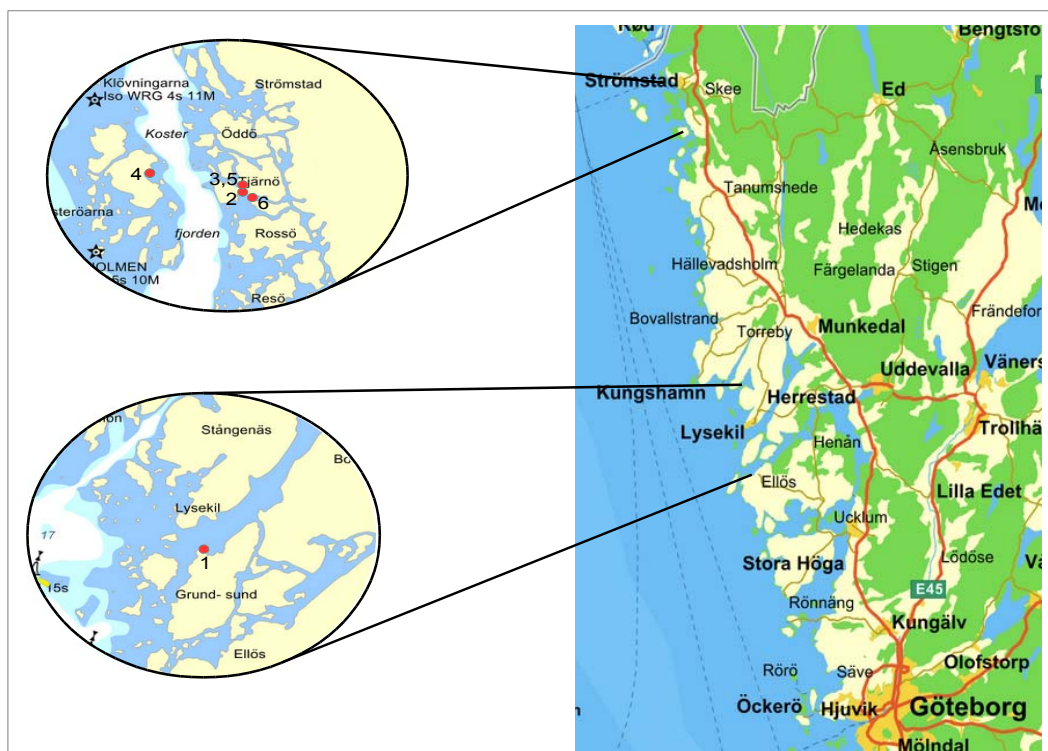 Klövningarna
Iso WRG 4s 11M
Strömstad
Koster
Öddö
4
3,5
Tjärnö
2
6
steröarna
fjorden
Rossö
OLMEN
5s 10M
Resö
Stångenäs
Bo
Lysekil
17
1
15s
Grund- sund
Ellös
Rød
Bengtsfo
Strömstad
Skee
Ed
Åsensbruk
Tanumshede
Hedekas
Hällevadsholm
Färgelanda
Stigen
Bovallstrand
Torreby
Munkedal
Frändefor
Uddevalla
Väners
Kungshamn
Herrestad
Lysekil
Trollhä
Henån
Ellös
Lilla Edet
Ucklum
Stora Höga
Lödöse
Rönnäng
E45
Kungälv
Olofstorp
Rörö
Säve
Öckerö
Hjuvik
Göteborg
Mölndal